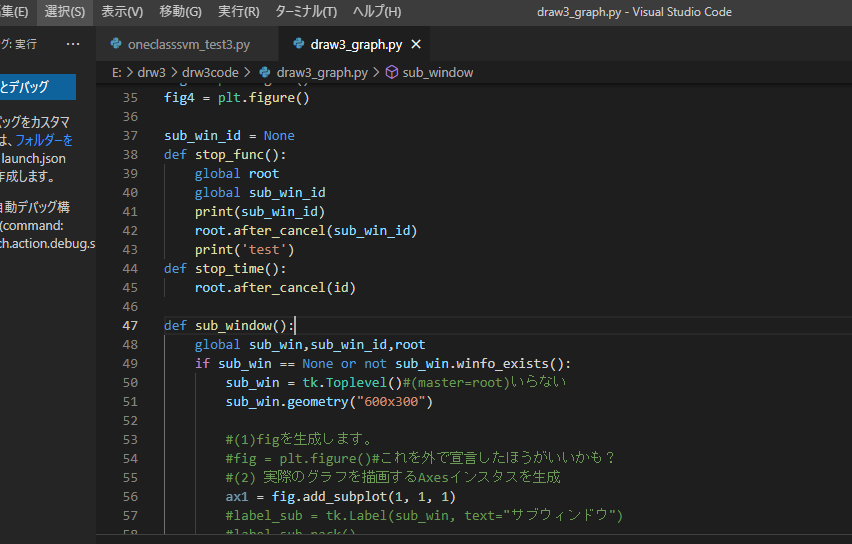 集(E) 選択(S) 表示(V) 移動(G) 実行(R) ターミナル(T) ヘルプ(H) draw3_graph.py - Visual Studio Code
グ: 実行 ···
oneclasssvm_test3.py draw3_graph.py ×
E: > drw3 > drw3code > draw3_graph.py > sub_window
とデバッグ
バッグをカスタマ
は、フォルダーを
launch.json
作成します。
自動デバッグ構
(command:
ch.action.debug.s
35 fig4 = plt.figure()
36
37 sub_win_id = None
38 def stop_func():
39 global root
40 global sub_win_id
41 print(sub_win_id)
42 root.after_cancel(sub_win_id)
43 print('test')
44 def stop_time():
45 root.after_cancel(id)
46
47 def sub_window():
48 global sub_win,sub_win_id,root
49 if sub_win == None or not sub_win.winfo_exists():
50 sub_win = tk.Toplevel()#(master=root)いらない
51 sub_win.geometry("600x300")
52
53 #(1)figを生成します。
54 #fig = plt.figure()#これを外で宣言したほうがいいかも？
55 #(2) 実際のグラフを描画するAxesインスタスを生成
56 ax1 = fig.add_subplot(1, 1, 1)
57 #label_sub = tk.Label(sub_win, text="サブウィンドウ")
58 #label_sub.pack()